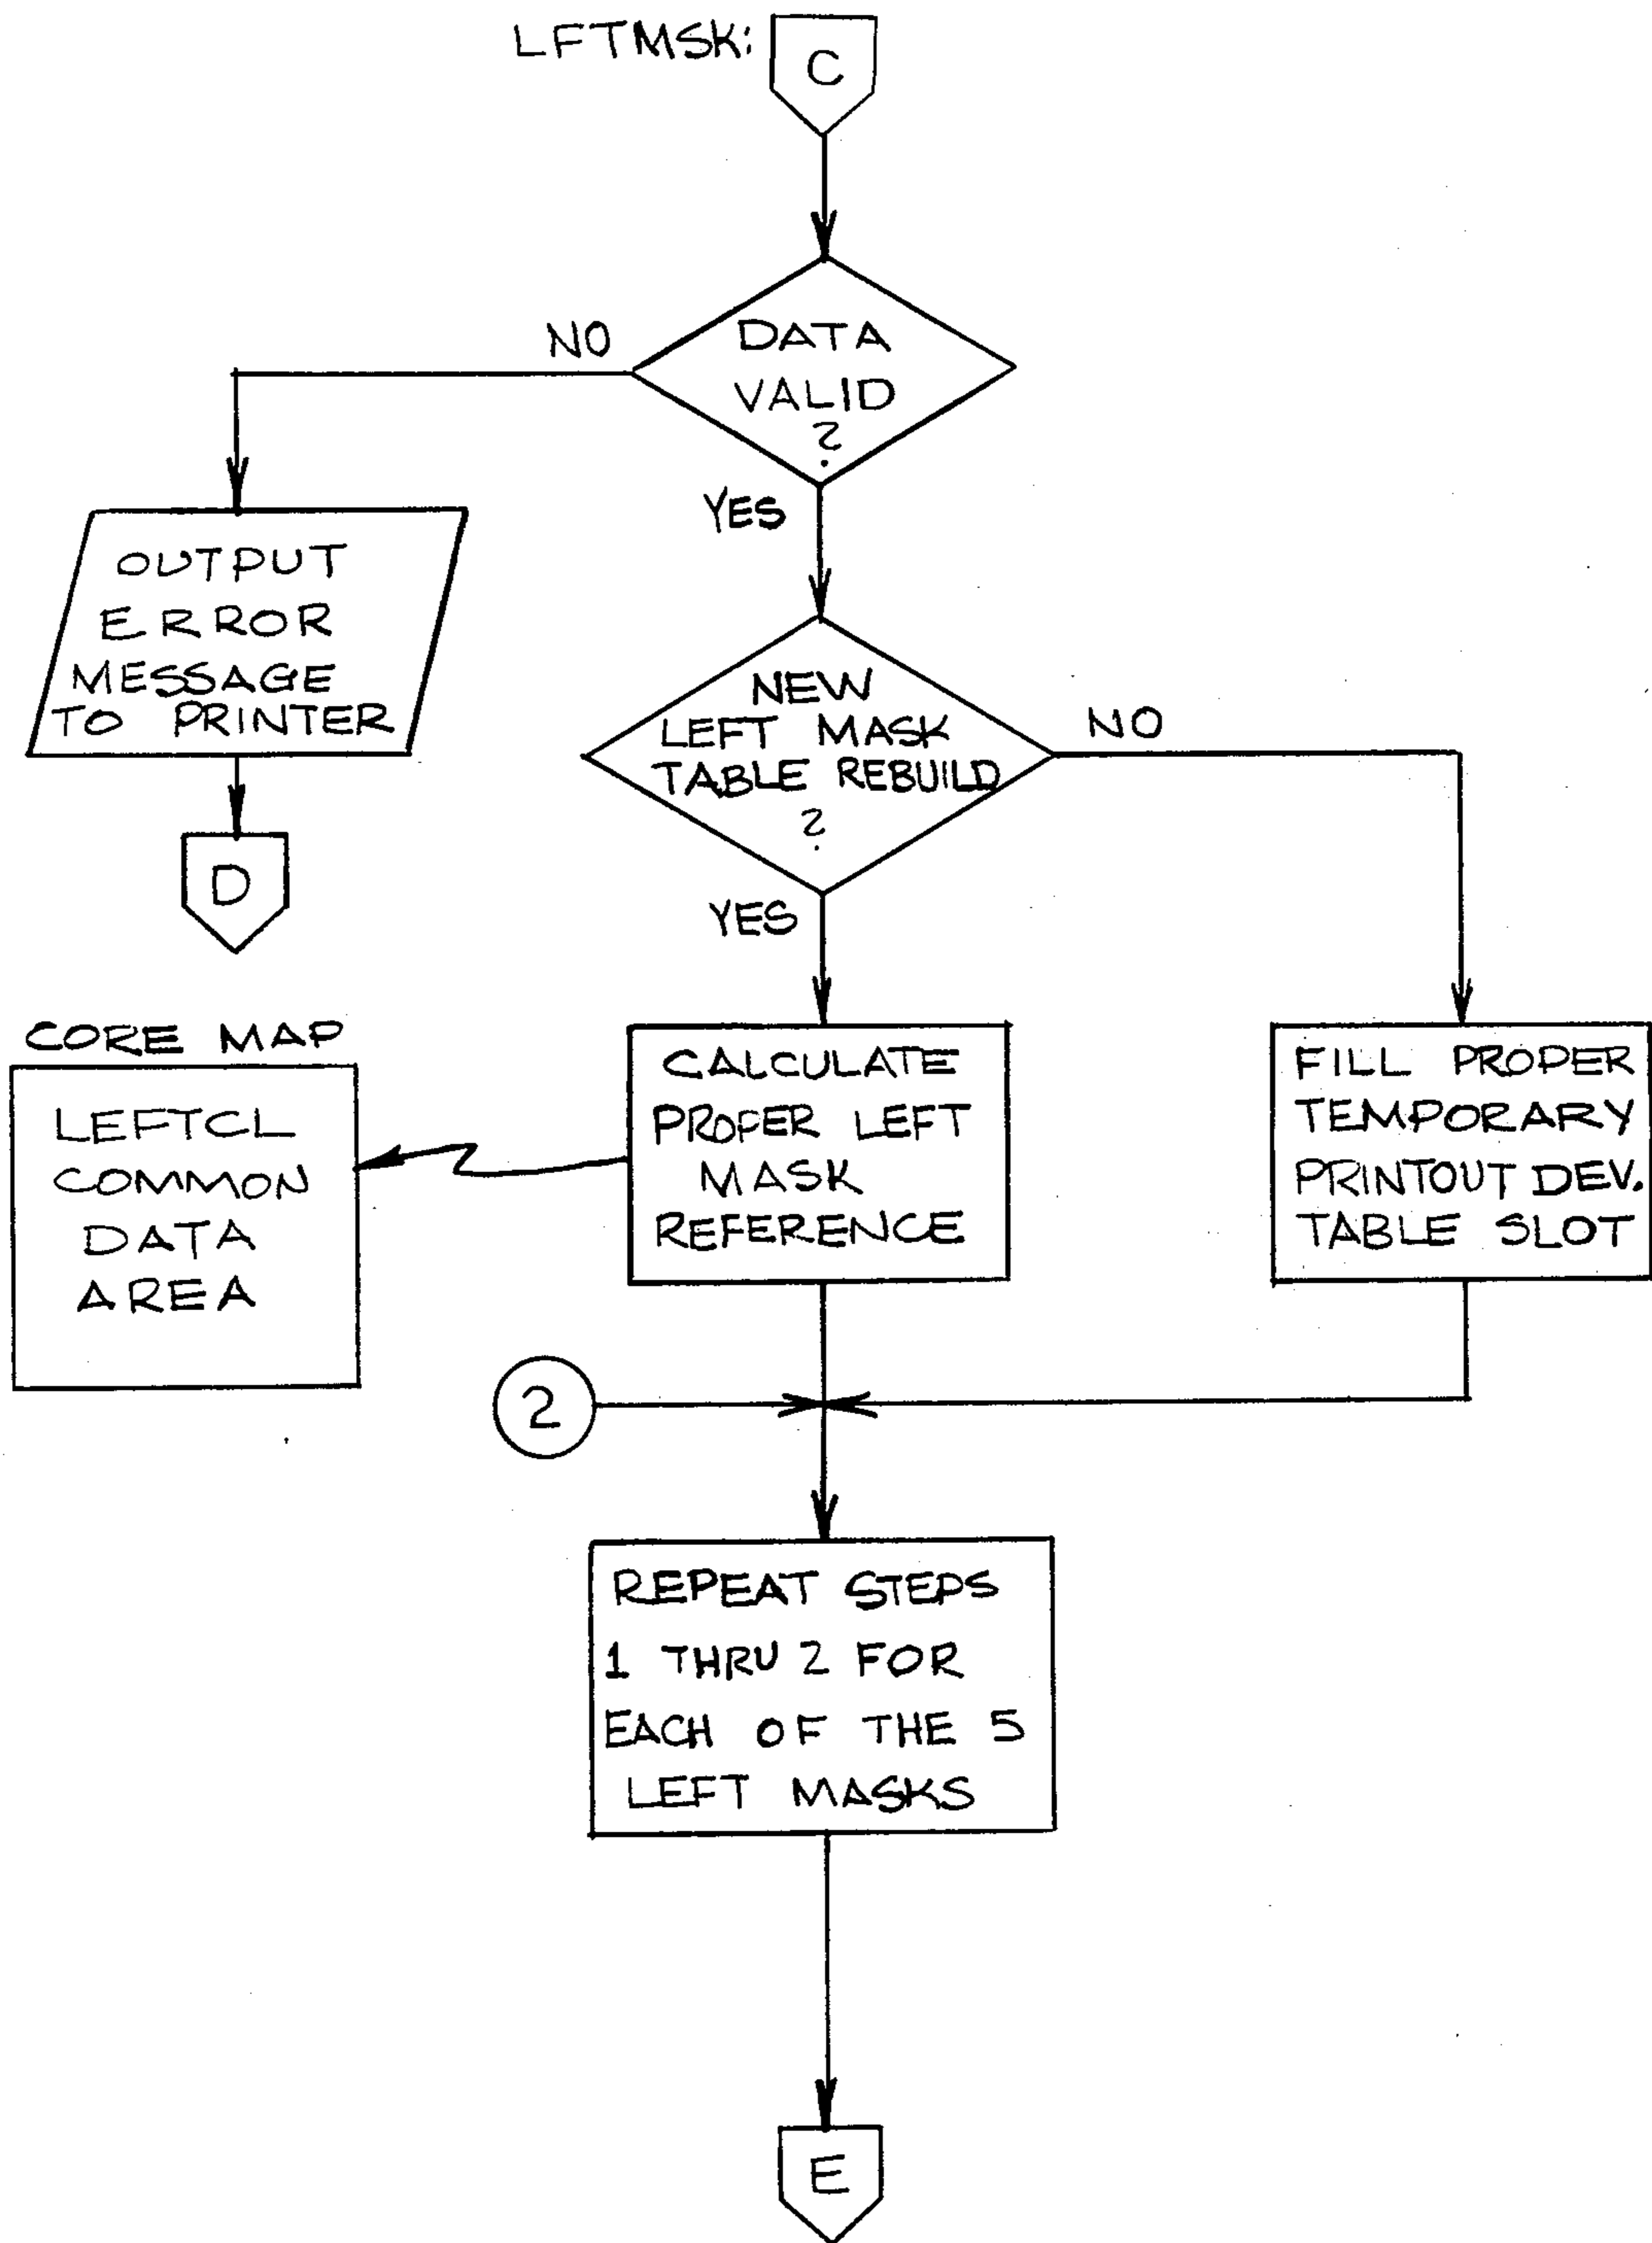 LFTMSK:
C
DATA
VALID
?
NO
YES
OUTPUT
ERROR
MESSAGE
TO PRINTER
D
NEW
LEFT MASK
TABLE REBUILD
?
NO
YES
CORE MAP
LEFTCL
COMMON
DATA
AREA
CALCULATE
PROPER LEFT
MASK
REFERENCE
FILL PROPER
TEMPORARY
PRINTOUT DEV.
TABLE SLOT
2
REPEAT STEPS
1 THRU 2 FOR
EACH OF THE 5
LEFT MASKS
E